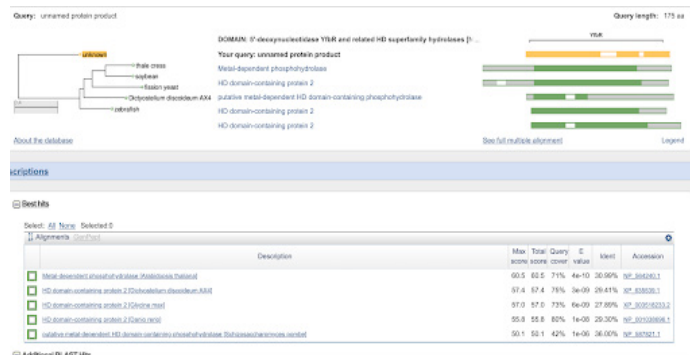 Query: unnamed protein product
Query length: 175 aa
DOMAIN: 5'-deoxynucleotidase YfbR and related HD superfamily hydrolases
YfbR
unknown
Your query: unnamed protein product
thale cress
Metal-dependent phosphohydrolase
soybean
HD domain-containing protein 2
fission yeast
Dictyostelium discoideum AX4
putative metal-dependent HD domain-containing phosphohydrolase
HD domain-containing protein 2
zebrafish
HD domain-containing protein 2
About the database
See full multiple alignment
Legend
scriptions
Best hits
Select: All None Selected:0
Alignments
Description
Max score
Total score
Query cover
E value
Ident
Accession
Metal-dependent phosphohydrolase [Arabidopsis thaliana] 60.5 60.5 71% 4e-10 30.99%
HD domain-containing protein 2 [Dictyostelium discoideum AX4] 57.4 57.4 3e-09 29.41%
HD domain-containing protein 2 [Glycine max] 57.0 57.0 73% 6e-09 27.89%
HD domain-containing protein 2 [Danio rerio] 55.8 55.8 80% 1e-08 29.30%
putative metal-dependent HD domain-containing phosphohydrolase [Schizosaccharomyces pombe] 50.1 50.1 42% 1e-06 36.00%
Additional BLAST Hits